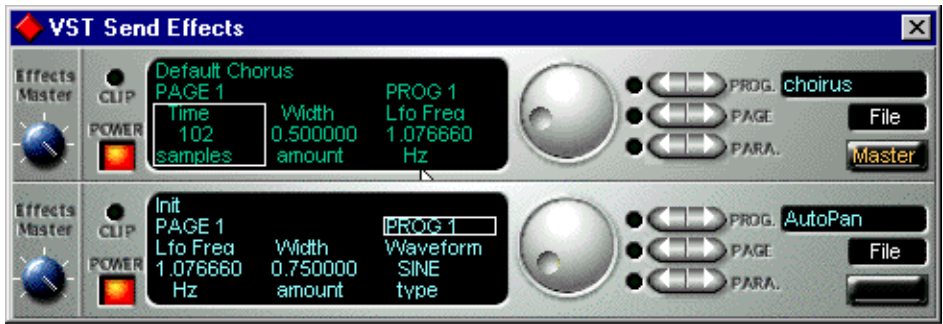 VST Send Effects
Effects Master
CLIP
POWER
Default Chorus
PAGE 1 PROG 1
Time Width Lfo Freq
102 0.500000 1.076660
samples amount Hz
PROG. choirus
PAGE File
PARA. Master
Effects Master
CLIP
POWER
Init
PAGE 1 PROG 1
Lfo Freq Width Waveform
1.076660 0.750000 SINE
Hz amount type
PROG. AutoPan
PAGE File
PARA.